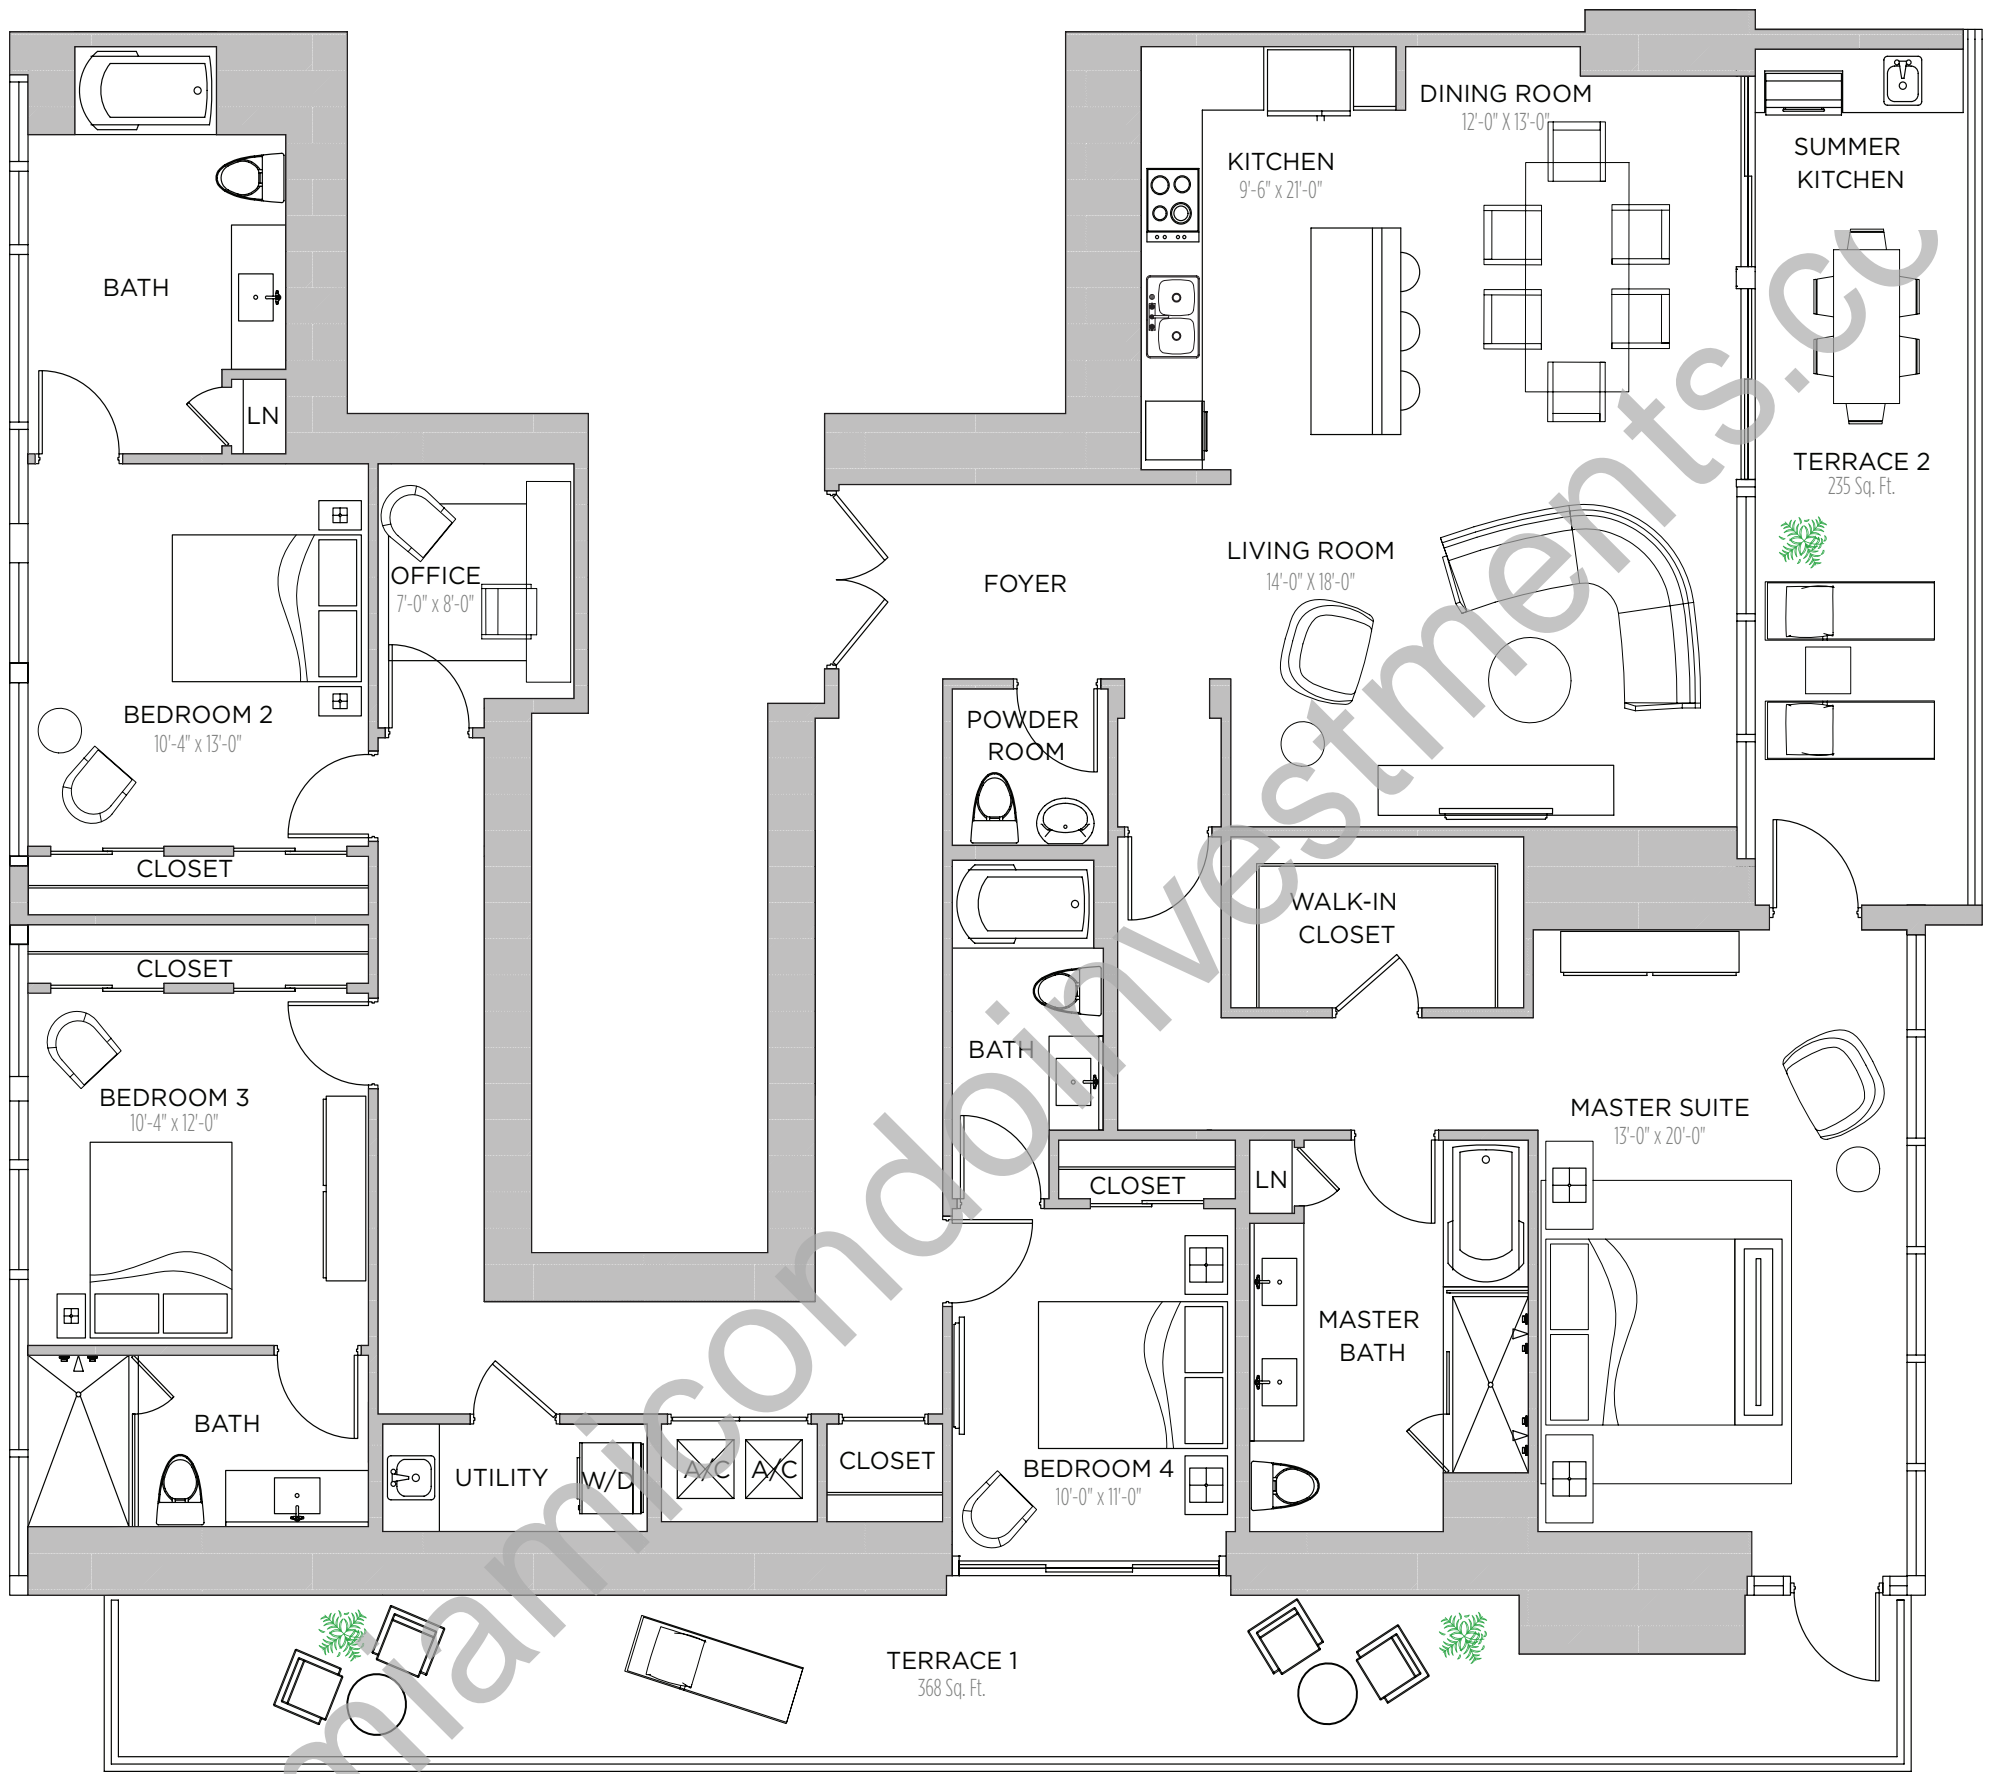 DINING ROOM
12'-0" X 13'-0"
KITCHEN
9'-6" x 21'-0"
SUMMER
KITCHEN
BATH
LN
TERRACE 2
235 Sq. Ft.
OFFICE
7'-0" x 8'-0"
FOYER
LIVING ROOM
14'-0" X 18'-0"
BEDROOM 2
10'-4" x 13'-0"
POWDER
ROOM
CLOSET
WALK-IN
CLOSET
CLOSET
BATH
BEDROOM 3
10'-4" x 12'-0"
MASTER SUITE
13'-0" x 20'-0"
CLOSET
LN
MASTER
BATH
BATH
UTILITY
W/D
A/C
A/C
CLOSET
BEDROOM 4
10'-0" x 11'-0"
TERRACE 1
368 Sq. Ft.
miamicondoinvestments.co